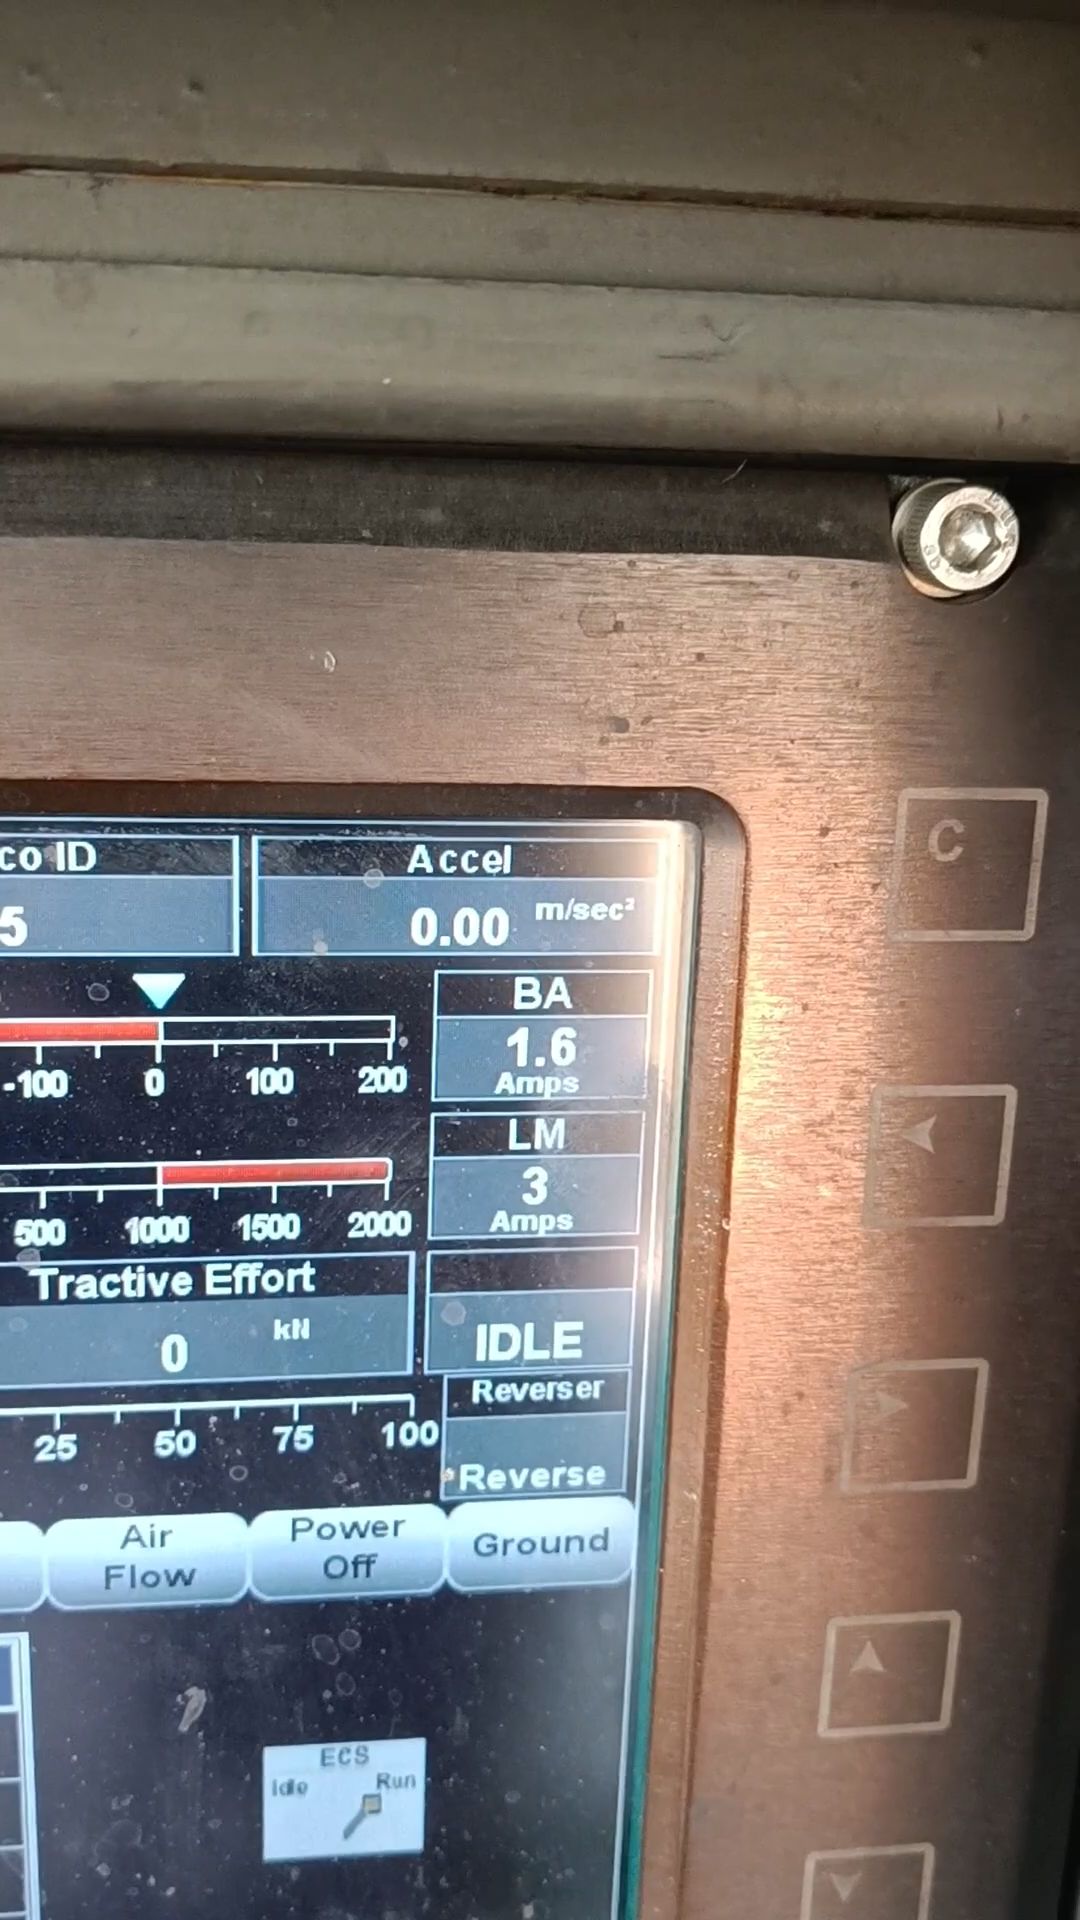 co ID
5
Accel
0.00 m/sec²
-100 0 100 200
BA
1.6
Amps
500 1000 1500 2000
LM
3
Amps
Tractive Effort
0 kN
IDLE
25 50 75 100
Reverser
Reverse
Air
Flow
Power
Off
Ground
ECS
Idle Run
C